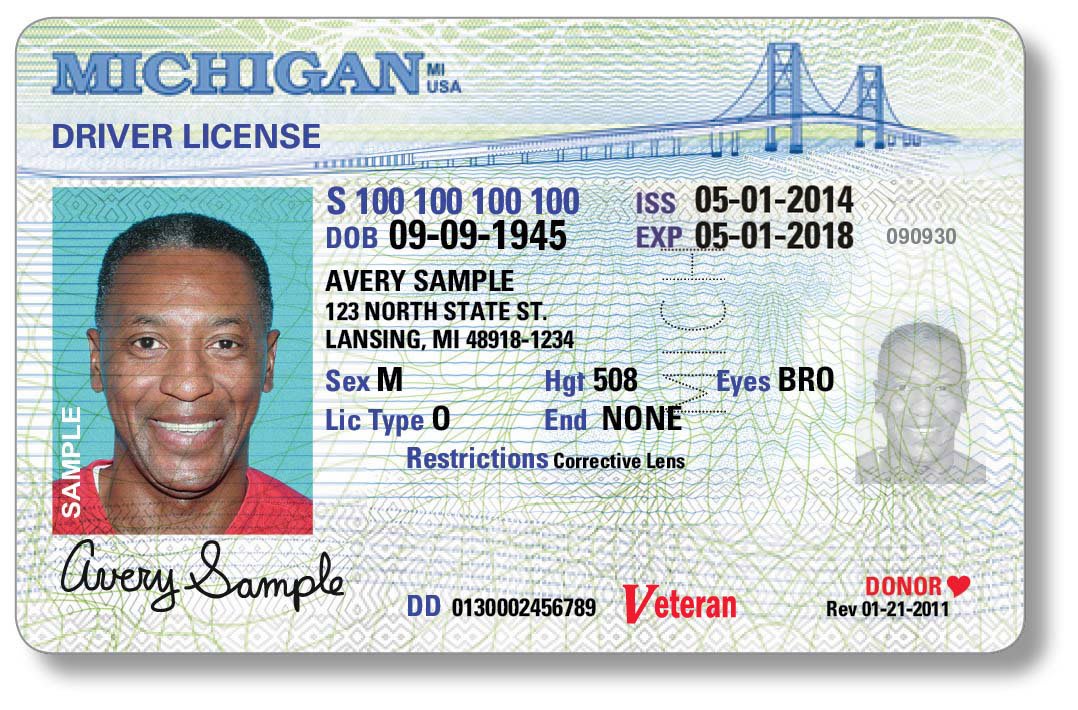 MICHIGAN MI USA
DRIVER LICENSE
S 100 100 100 100 ISS 05-01-2014
DOB 09-09-1945 EXP 05-01-2018 090930
AVERY SAMPLE
123 NORTH STATE ST.
LANSING, MI 48918-1234
Sex M Hgt 508 Eyes BRO
Lic Type O End NONE
Restrictions Corrective Lens
SAMPLE
Avery Sample
DD 0130002456789 Veteran DONOR
Rev 01-21-2011